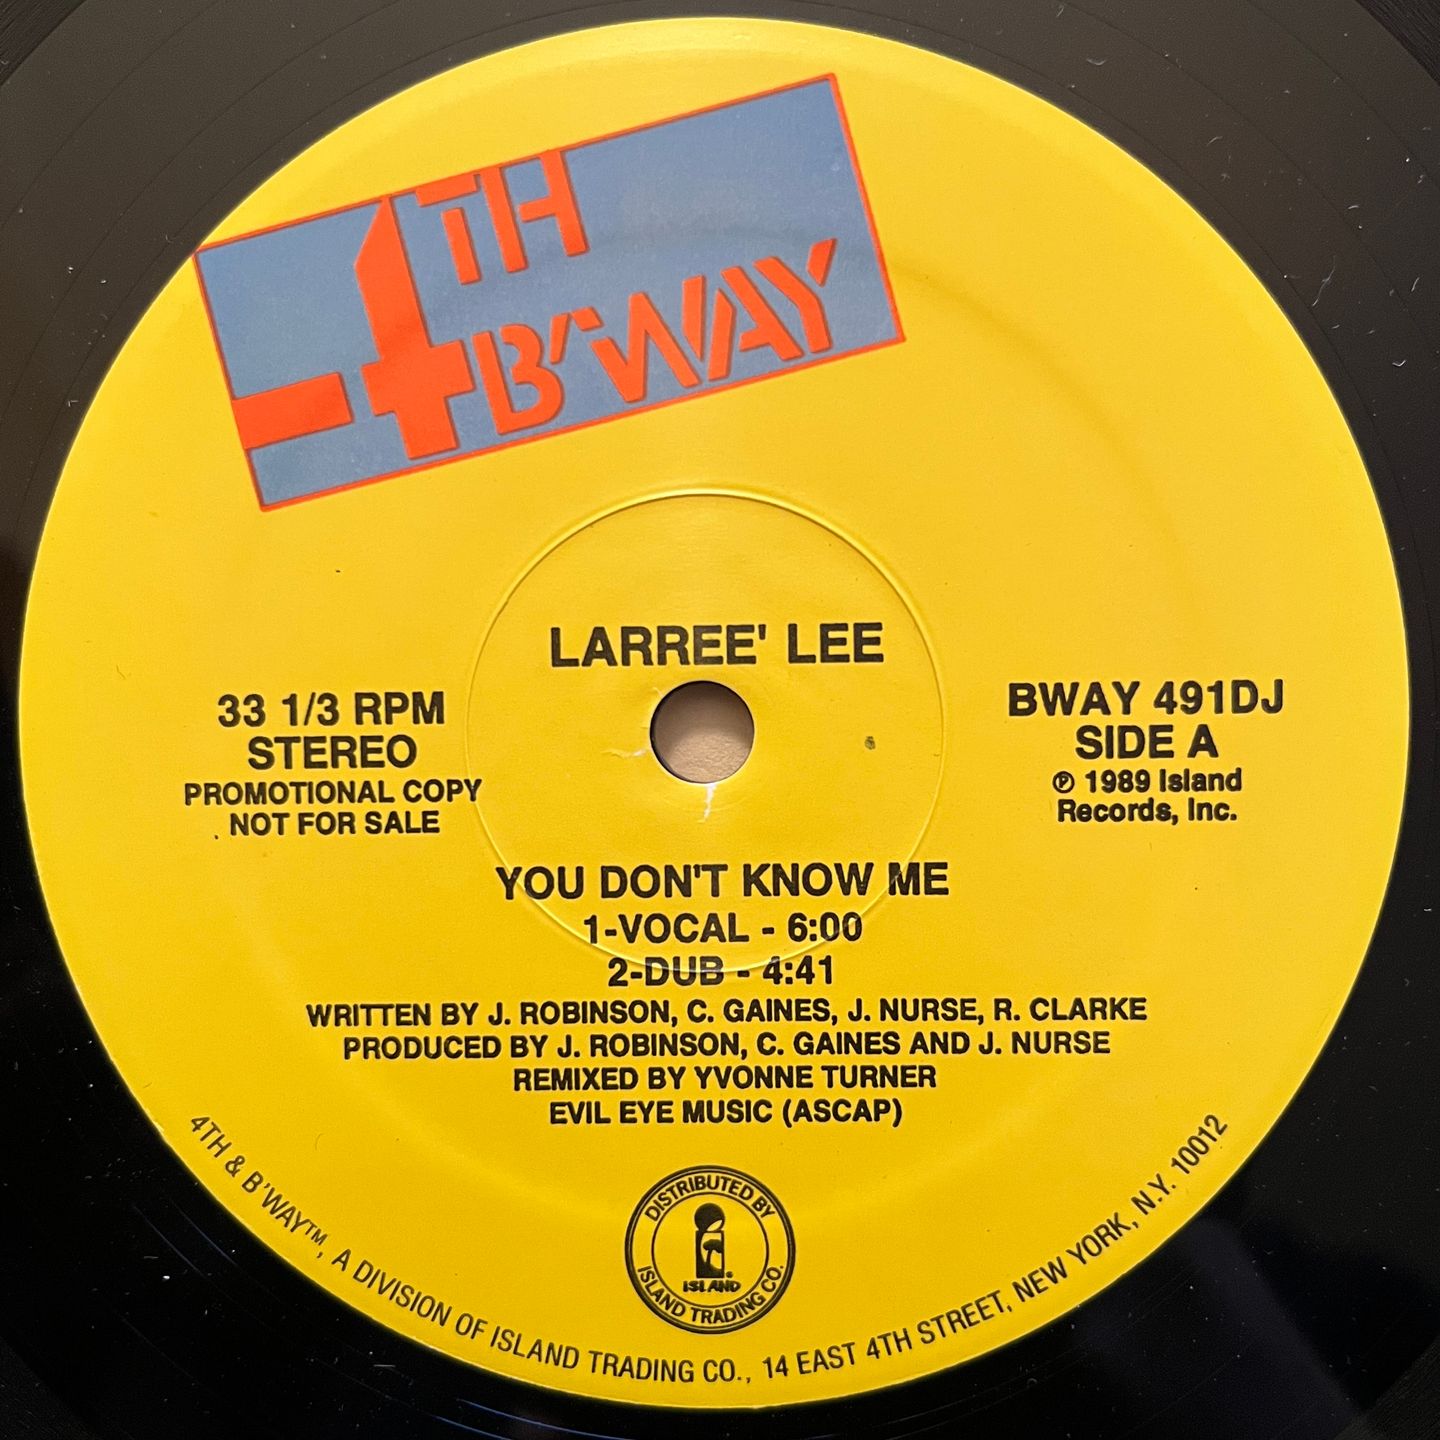 4TH
B'WAY
LARREE' LEE
33 1/3 RPM
STEREO
PROMOTIONAL COPY
NOT FOR SALE
BWAY 491DJ
SIDE A
℗ 1989 Island
Records, Inc.
YOU DON'T KNOW ME
1-VOCAL - 6:00
2-DUB - 4:41
WRITTEN BY J. ROBINSON, C. GAINES, J. NURSE, R. CLARKE
PRODUCED BY J. ROBINSON, C. GAINES AND J. NURSE
REMIXED BY YVONNE TURNER
EVIL EYE MUSIC (ASCAP)
DISTRIBUTED BY
ISLAND®
ISLAND TRADING CO.
4TH & B'WAY™, A DIVISION OF ISLAND TRADING CO., 14 EAST 4TH STREET, NEW YORK, N.Y. 10012